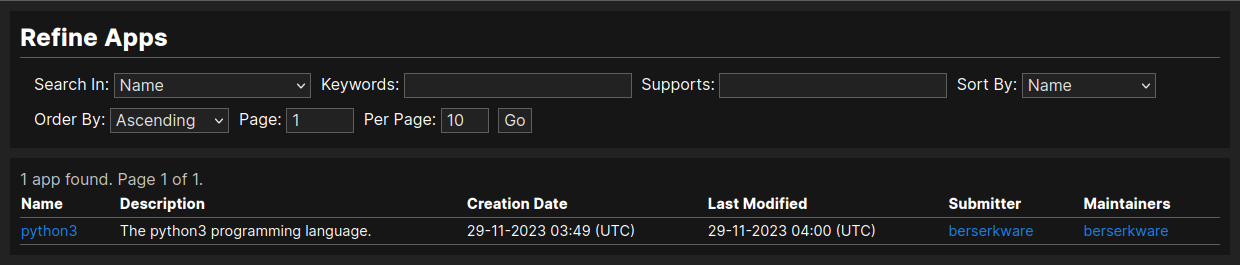 Refine Apps
Search In: Name Keywords: Supports: Sort By: Name
Order By: Ascending Page: 1 Per Page: 10 Go
1 app found. Page 1 of 1.
Name Description Creation Date Last Modified Submitter Maintainers
python3 The python3 programming language. 29-11-2023 03:49 (UTC) 29-11-2023 04:00 (UTC) berserkware berserkware